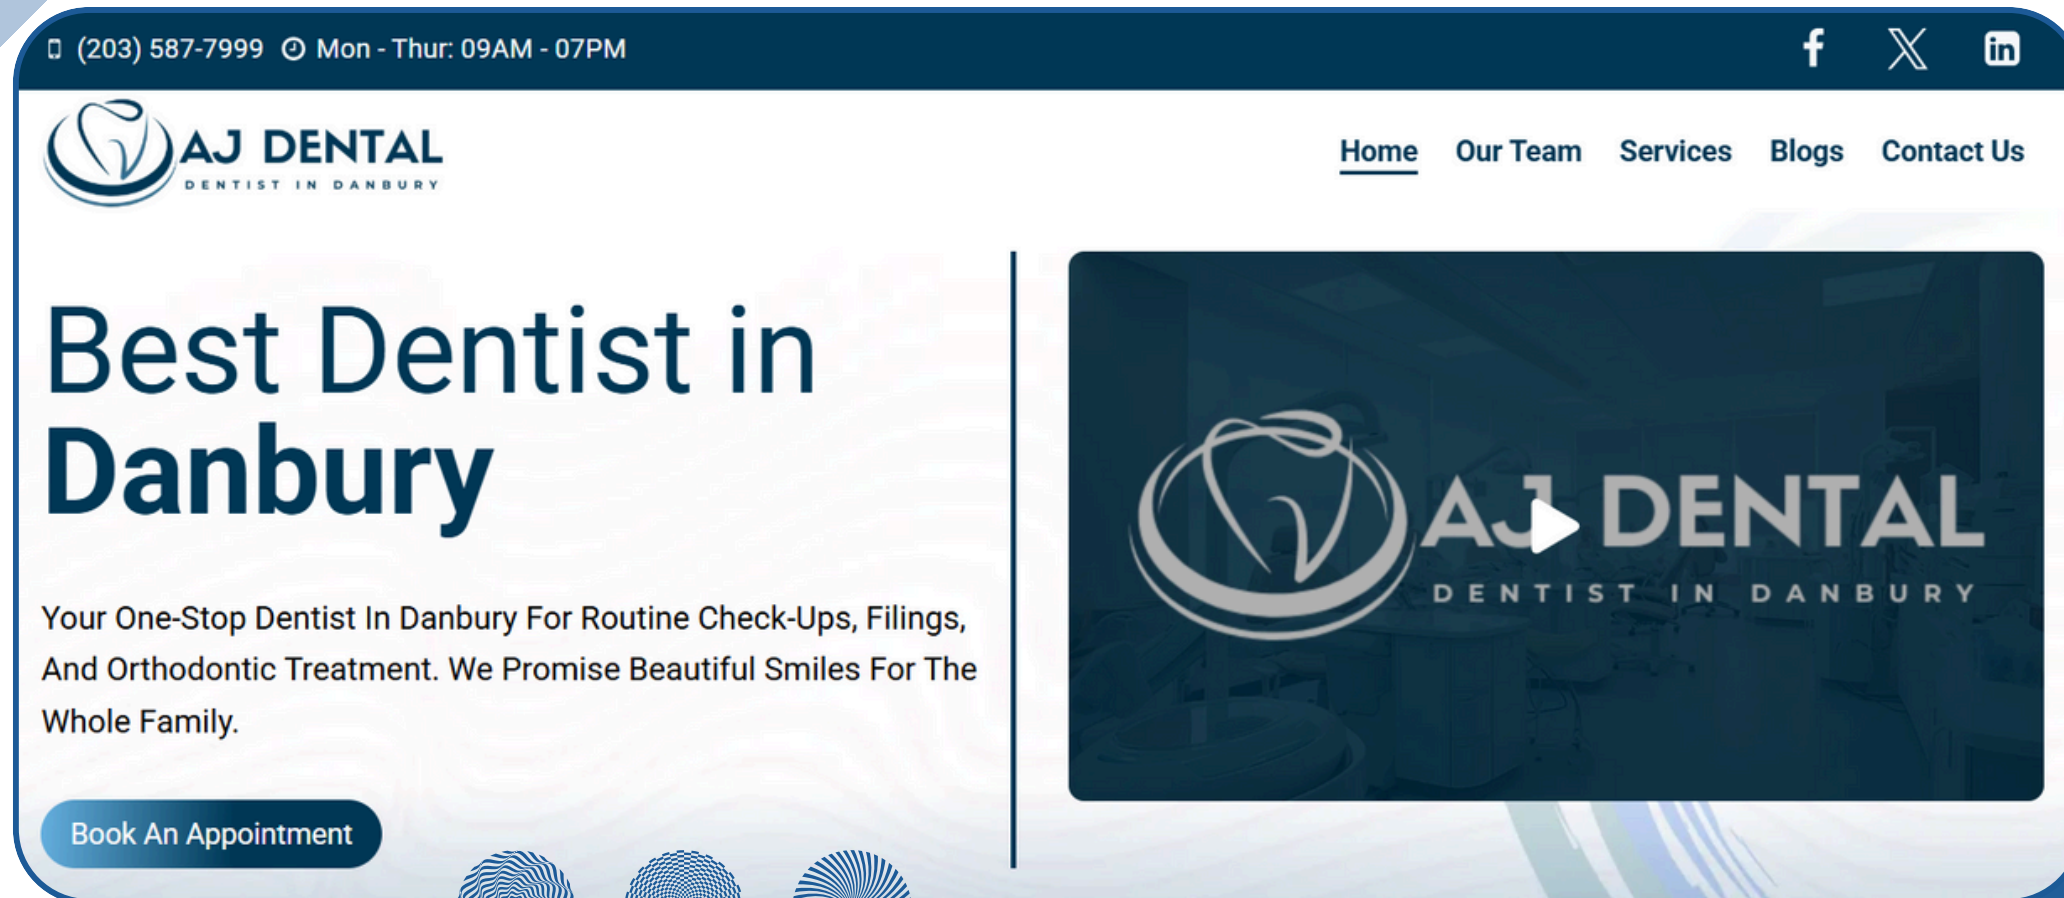 (203) 587-7999 Mon - Thur: 09AM - 07PM
AJ DENTAL
DENTIST IN DANBURY
Home Our Team Services Blogs Contact Us
Best Dentist in
Danbury
Your One-Stop Dentist In Danbury For Routine Check-Ups, Filings,
And Orthodontic Treatment. We Promise Beautiful Smiles For The
Whole Family.
Book An Appointment
AJ DENTAL
DENTIST IN DANBURY